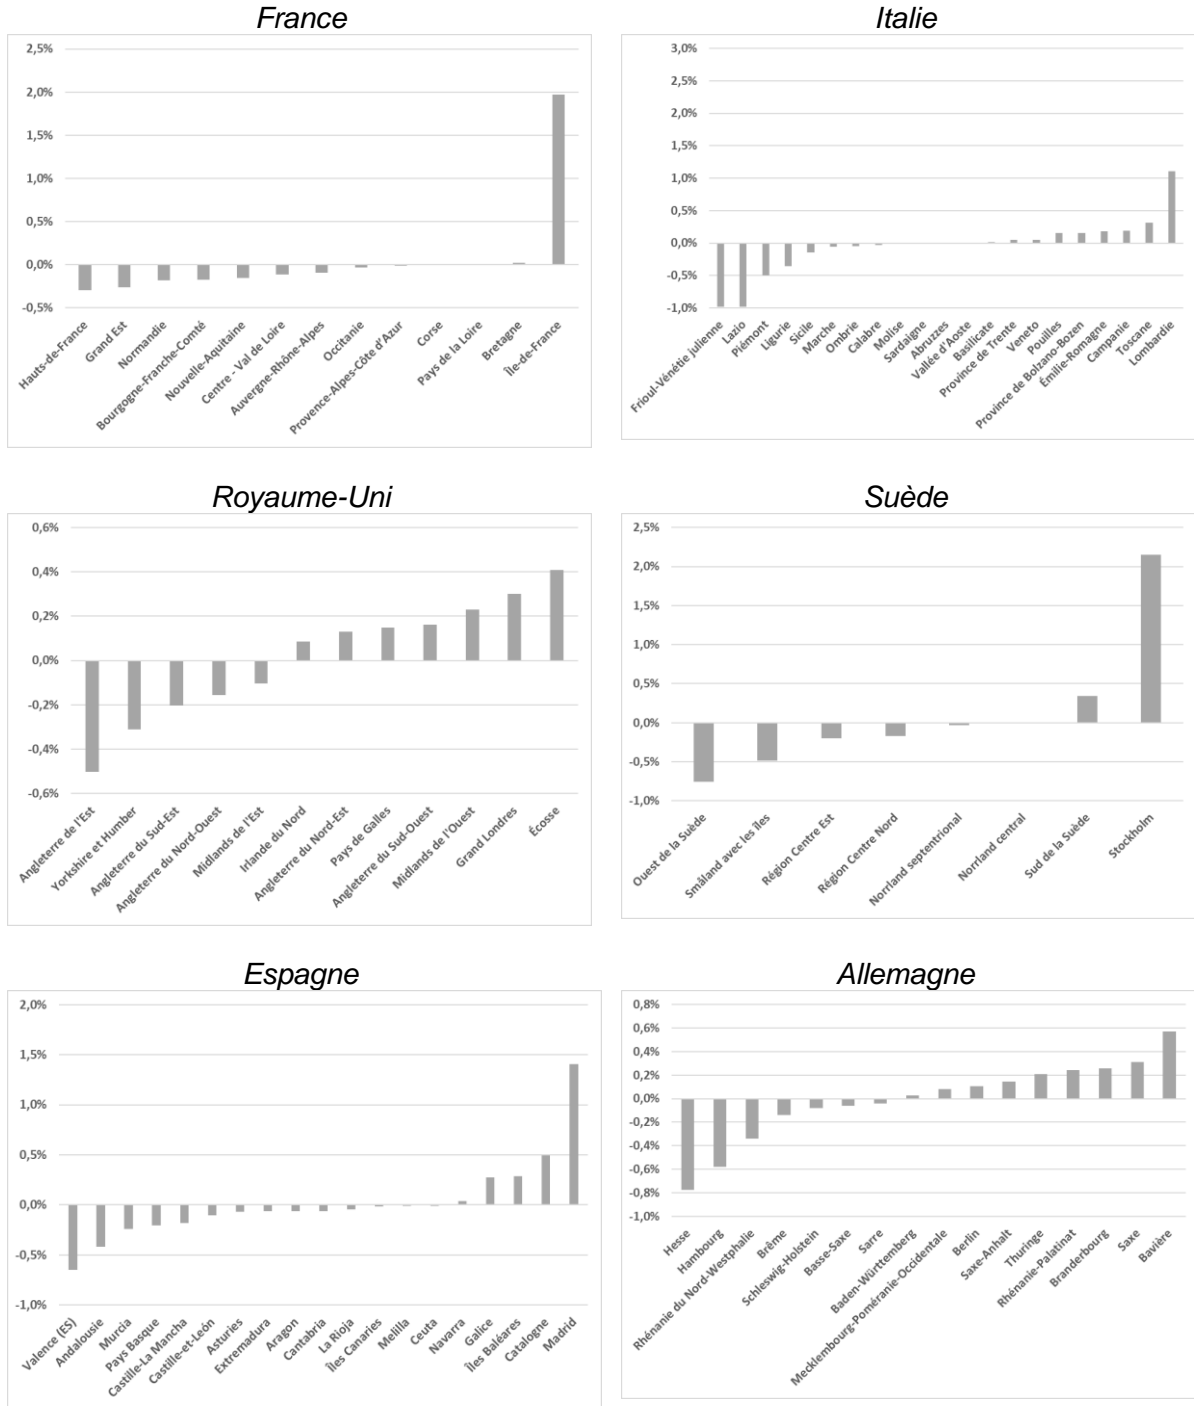 France
2,5%
2,0%
1,5%
1,0%
0,5%
0,0%
-0,5%
Hauts-de-France
Grand Est
Normandie
Bourgogne-Franche-Comté
Nouvelle-Aquitaine
Centre - Val de Loire
Auvergne-Rhône-Alpes
Occitanie
Provence-Alpes-Côte d'Azur
Corse
Pays de la Loire
Bretagne
Île-de-France
Italie
3,0%
2,5%
2,0%
1,5%
1,0%
0,5%
0,0%
-0,5%
-1,0%
Frioul-Vénétie julienne
Lazio
Piémont
Ligurie
Sicile
Marche
Ombrie
Calabre
Molise
Sardaigne
Abruzzes
Vallée d'Aoste
Basilicate
Province de Trente
Veneto
Pouilles
Province de Bolzano-Bozen
Émilie-Romagne
Campanie
Toscane
Lombardie
Royaume-Uni
0,6%
0,4%
0,2%
0,0%
-0,2%
-0,4%
-0,6%
Angleterre de l'Est
Yorkshire et Humber
Angleterre du Sud-Est
Angleterre du Nord-Ouest
Midlands de l'Est
Irlande du Nord
Angleterre du Nord-Est
Pays de Galles
Angleterre du Sud-Ouest
Midlands de l'Ouest
Grand Londres
Écosse
Suède
2,5%
2,0%
1,5%
1,0%
0,5%
0,0%
-0,5%
-1,0%
Ouest de la Suède
Småland avec les îles
Région Centre Est
Région Centre Nord
Norrland septentrional
Norrland central
Sud de la Suède
Stockholm
Espagne
2,0%
1,5%
1,0%
0,5%
0,0%
-0,5%
-1,0%
Valence (ES)
Andalousie
Murcia
Pays Basque
Castille-La Mancha
Castille-et-León
Asturies
Extremadura
Aragon
Cantabria
La Rioja
Îles Canaries
Melilla
Ceuta
Navarra
Galice
Îles Baléares
Catalogne
Madrid
Allemagne
0,8%
0,6%
0,4%
0,2%
0,0%
-0,2%
-0,4%
-0,6%
-0,8%
-1,0%
Hesse
Hambourg
Rhénanie du Nord-Westphalie
Brême
Schleswig-Holstein
Basse-Saxe
Sarre
Baden-Württemberg
Mecklembourg-Poméranie-Occidentale
Berlin
Saxe-Anhalt
Thuringe
Rhénanie-Palatinat
Branderbourg
Saxe
Bavière